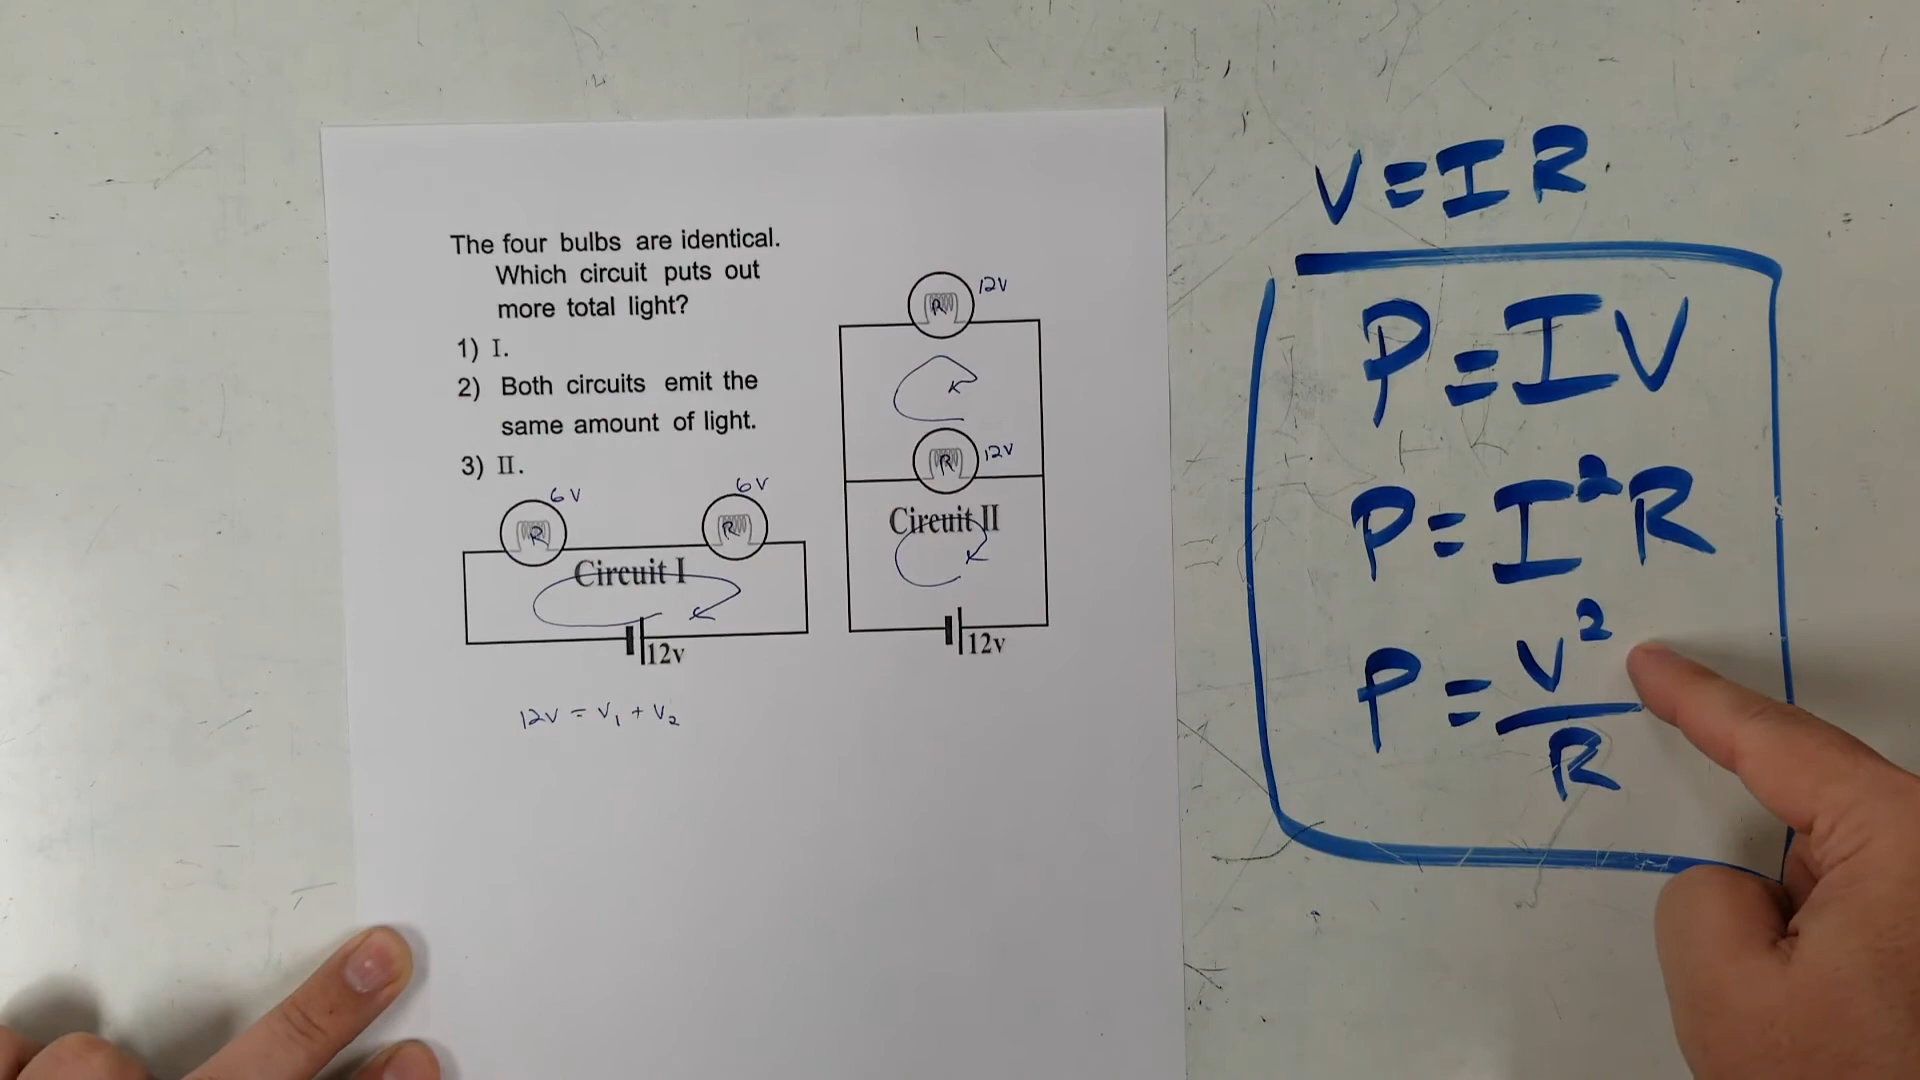 The four bulbs are identical.
Which circuit puts out
more total light?
1) I.
2) Both circuits emit the
same amount of light.
3) II.
6V
6V
R
R
Circuit I
12v
12V = V₁ + V₂
12V
R
12V
R
Circuit II
12v
V = IR
P = IV
P = I²R
P = V²/R